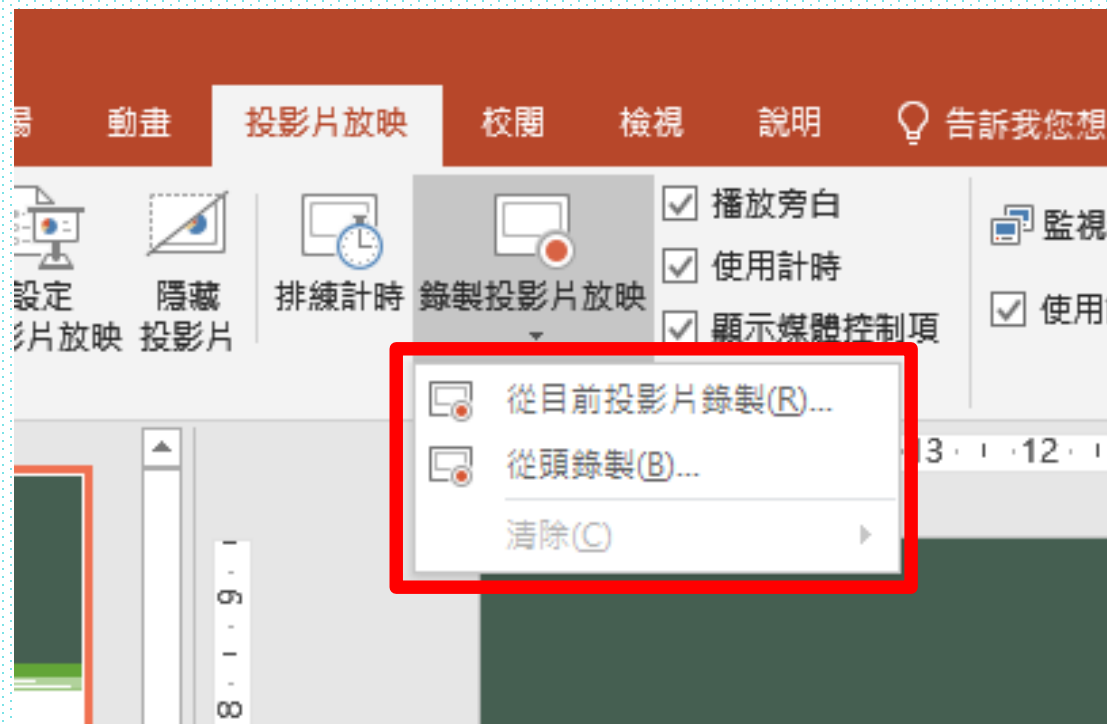 動畫 投影片放映 校閱 檢視 說明 告訴我您想
設定 隱藏 排練計時 錄製投影片放映
片放映 投影片
播放旁白
使用計時
顯示媒體控制項
監視
使用
從目前投影片錄製(R)...
從頭錄製(B)...
清除(C)
13 12
9
8